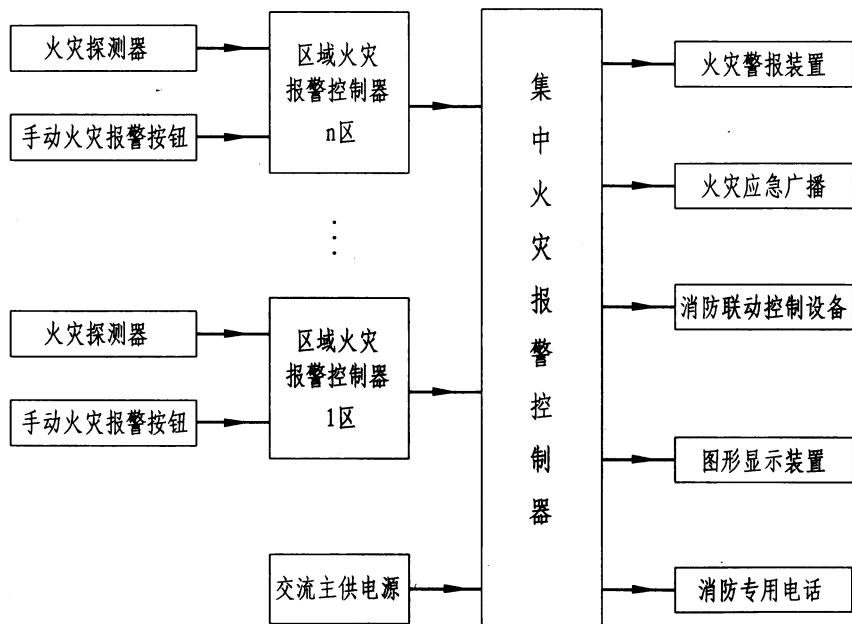 火灾探测器
手动火灾报警按钮
区域火灾
报警控制器
n区
火灾探测器
手动火灾报警按钮
区域火灾
报警控制器
1区
交流主供电源
集
中
火
灾
报
警
控
制
器
火灾警报装置
火灾应急广播
消防联动控制设备
图形显示装置
消防专用电话